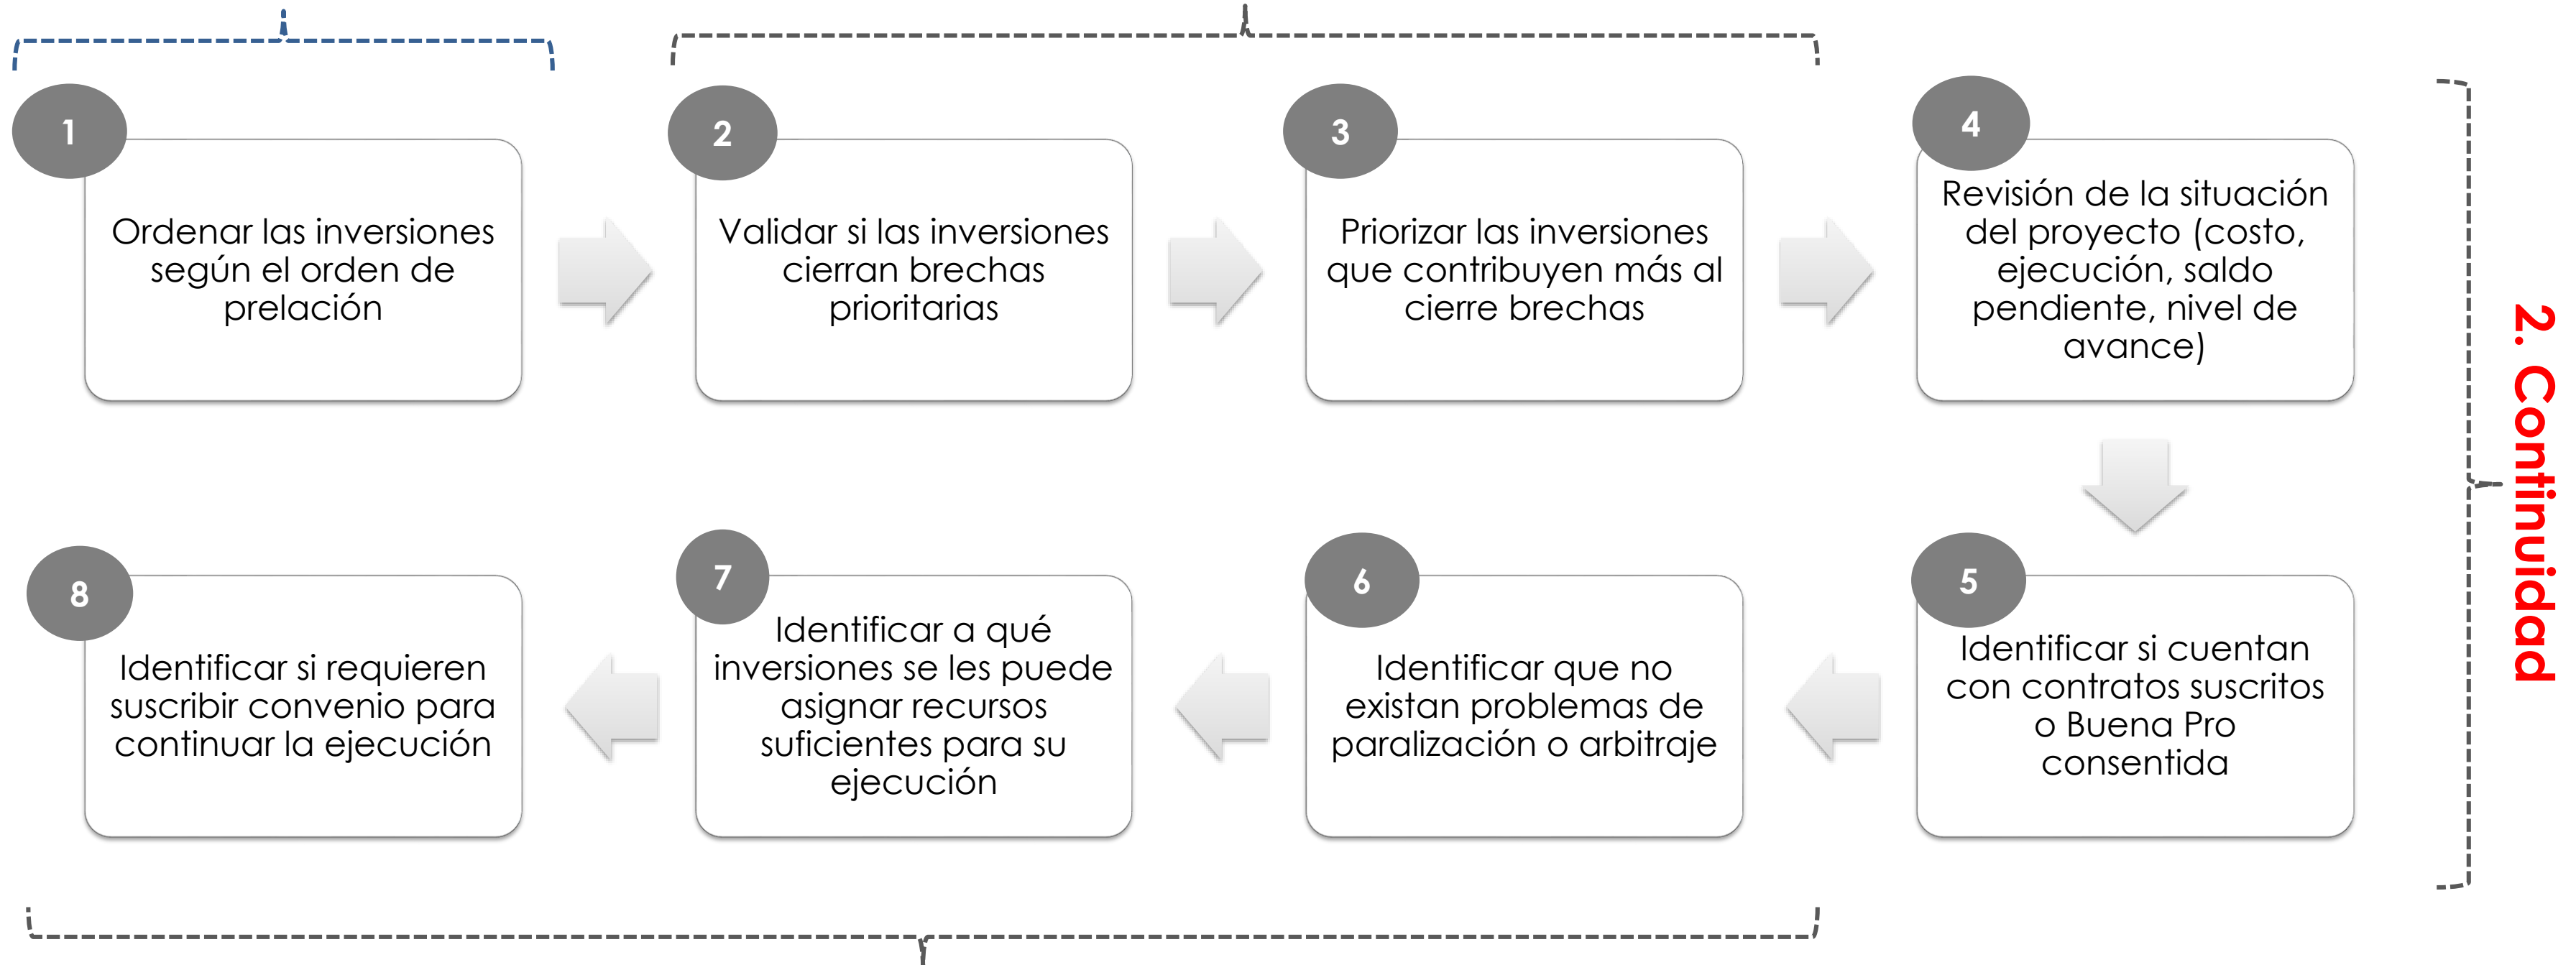 1
Ordenar las inversiones
según el orden de
prelación
2
Validar si las inversiones
cierran brechas
prioritarias
3
Priorizar las inversiones
que contribuyen más al
cierre brechas
4
Revisión de la situación
del proyecto (costo,
ejecución, saldo
pendiente, nivel de
avance)
5
Identificar si cuentan
con contratos suscritos
o Buena Pro
consentida
6
Identificar que no
existan problemas de
paralización o arbitraje
7
Identificar a qué
inversiones se les puede
asignar recursos
suficientes para su
ejecución
8
Identificar si requieren
suscribir convenio para
continuar la ejecución
2. Continuidad